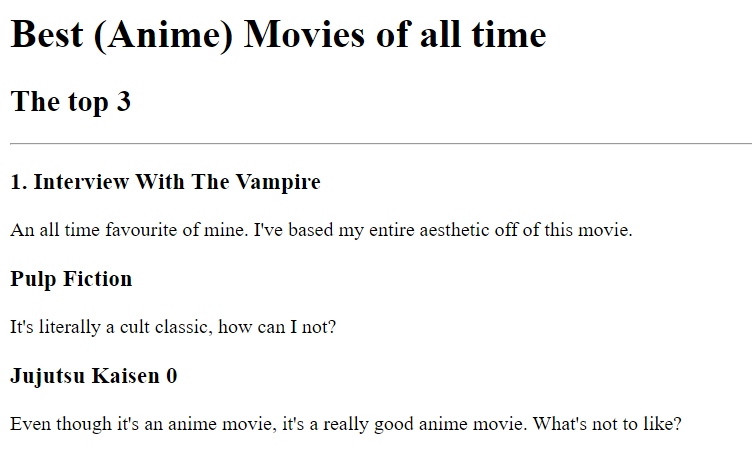 Best (Anime) Movies of all time
The top 3
1. Interview With The Vampire
An all time favourite of mine. I've based my entire aesthetic off of this movie.
Pulp Fiction
It's literally a cult classic, how can I not?
Jujutsu Kaisen 0
Even though it's an anime movie, it's a really good anime movie. What's not to like?